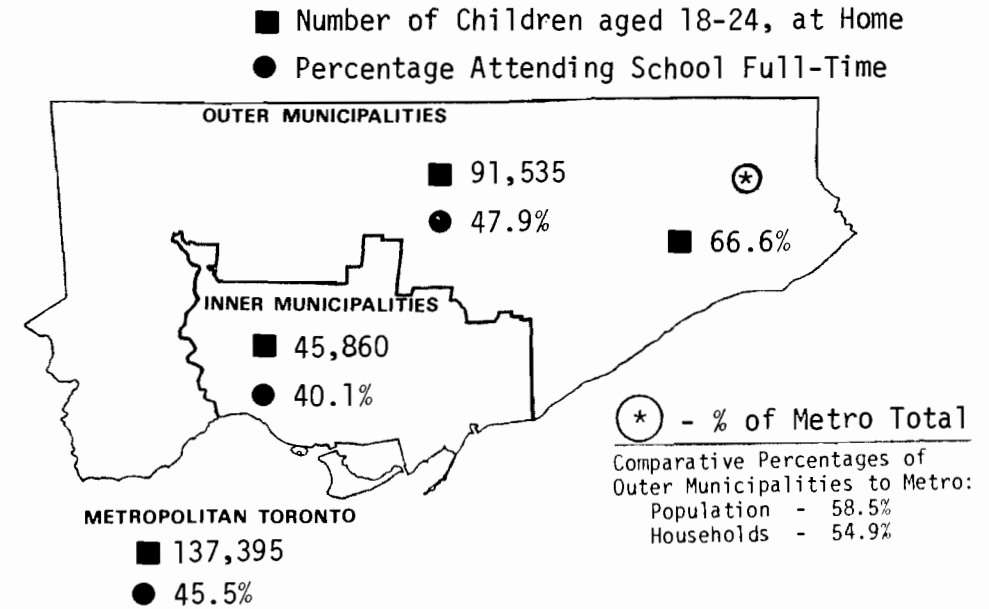 ■ Number of Children aged 18-24, at Home
● Percentage Attending School Full-Time
OUTER MUNICIPALITIES
■ 91,535
● 47.9%
(*)
■ 66.6%
INNER MUNICIPALITIES
■ 45,860
● 40.1%
(*) - % of Metro Total
Comparative Percentages of
Outer Municipalities to Metro:
Population - 58.5%
Households - 54.9%
METROPOLITAN TORONTO
■ 137,395
● 45.5%